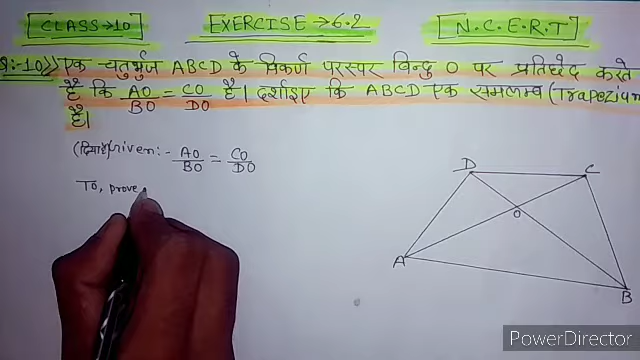 CLASS→10 EXERCISE→6.2 N.C.E.R.T
Q:-10⟩⟩ एक चतुर्भुज ABCD के विकर्ण परस्पर बिन्दु O पर प्रतिछेद करते
है कि AO/BO = CO/DO है। दर्शाइए कि ABCD एक समलम्ब (Trapezium
है।
(दिया है) Given:- AO/BO = CO/DO
To, prove
D C
O
A
B
PowerDirector